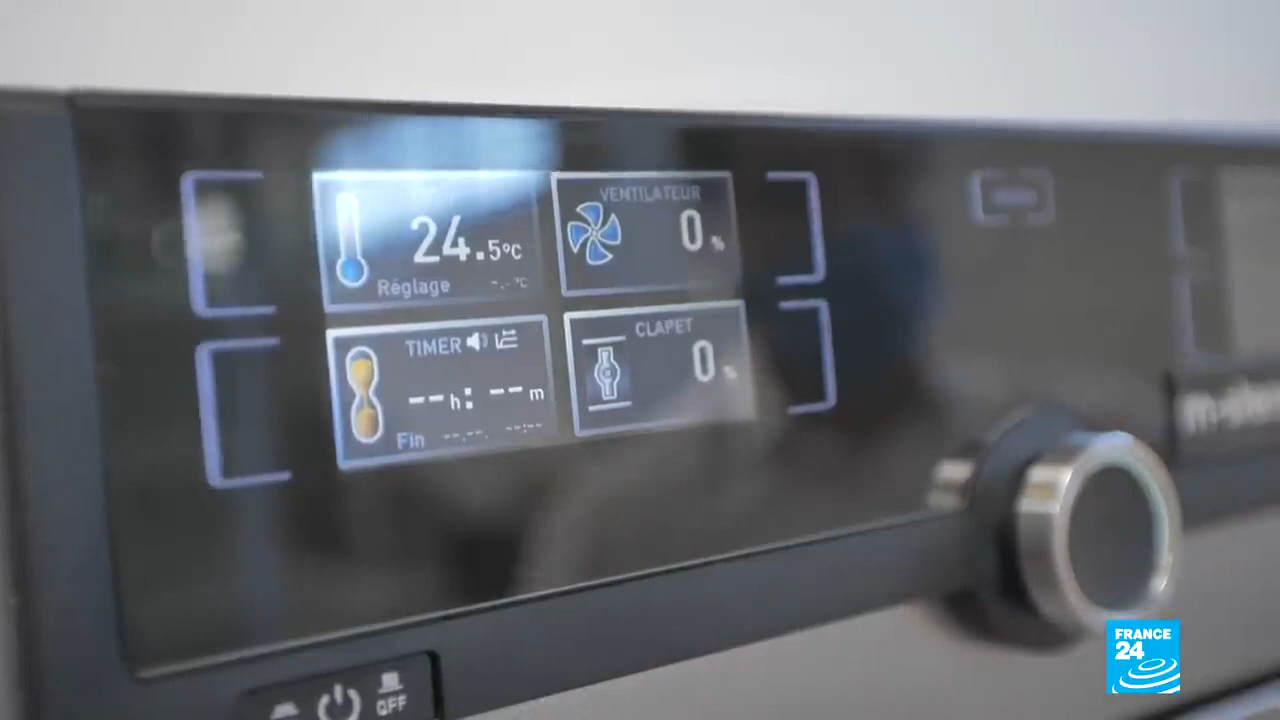 24.5°C
Réglage --.-°C
VENTILATEUR
0 %
TIMER
--h:--m
Fin --.--. --:--
CLAPET
0 %
OFF
FRANCE
24